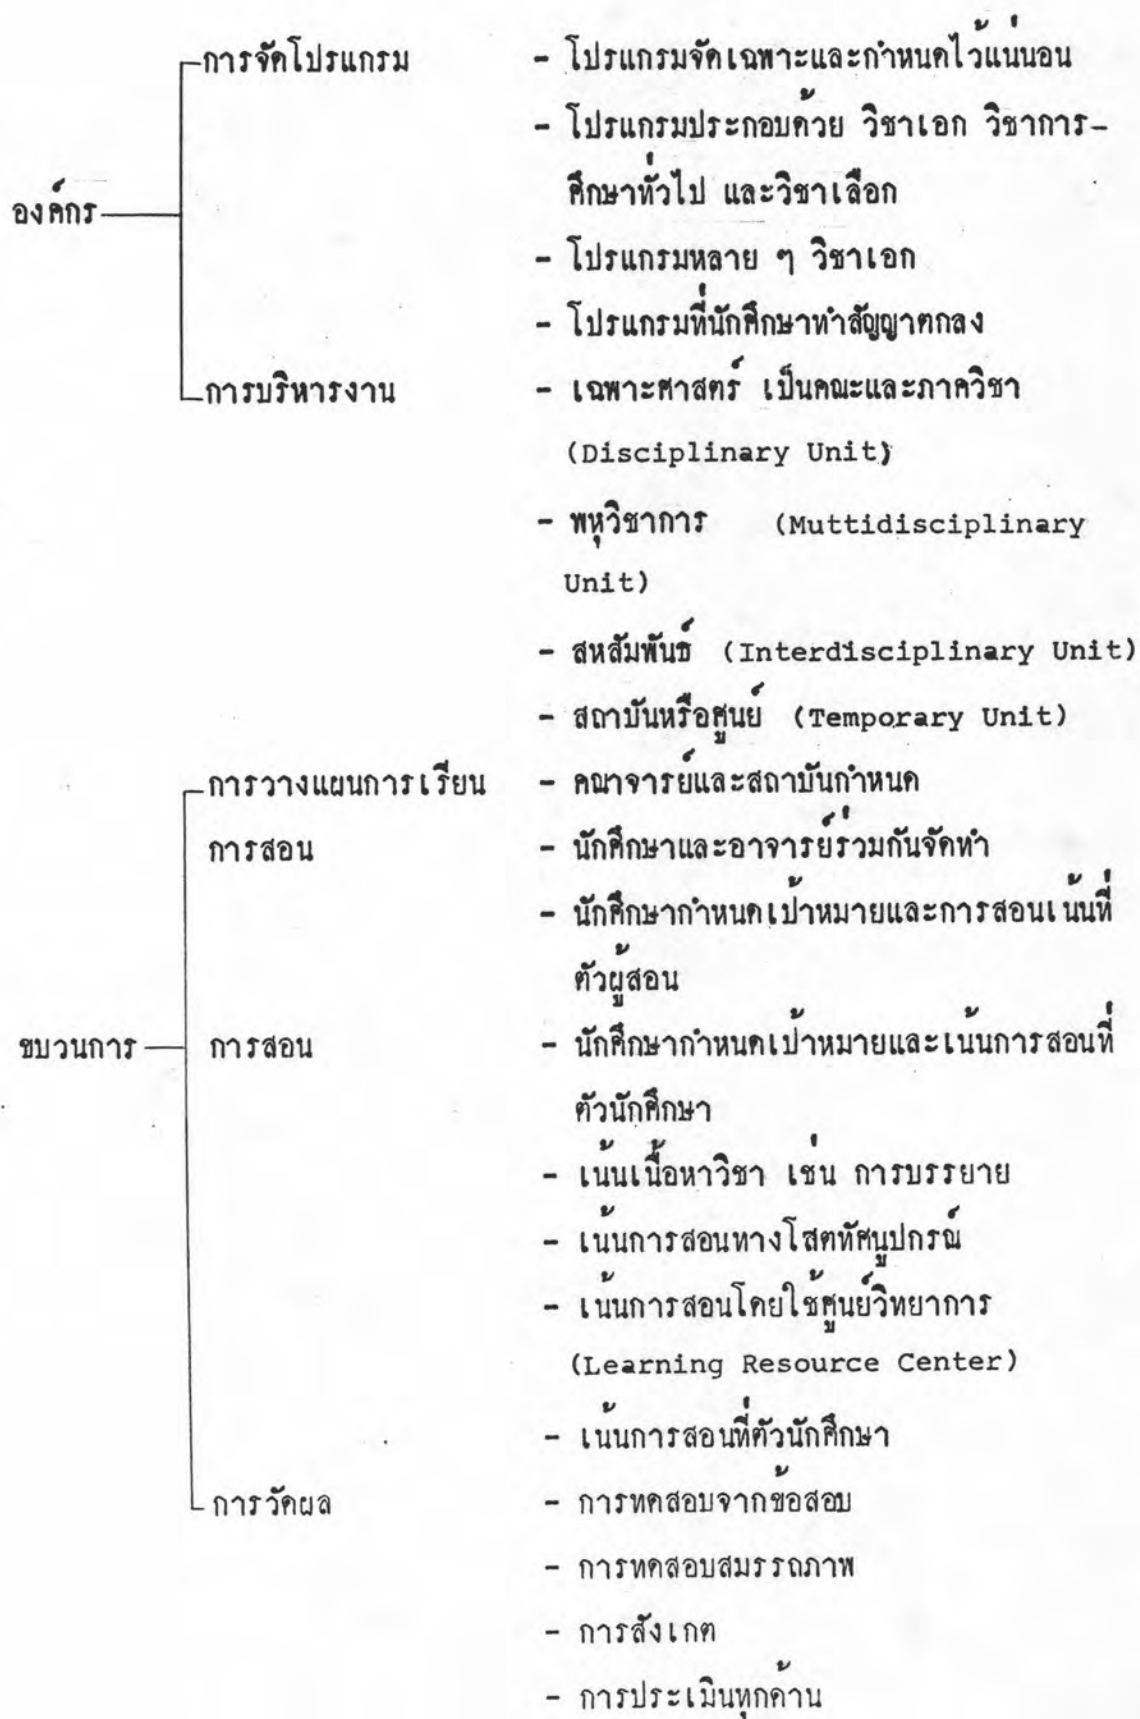 การจัดโปรแกรม - โปรแกรมจัดเฉพาะและกำหนดไว้แน่นอน
- โปรแกรมประกอบด้วย วิชาเอก วิชาการ-
ศึกษาทั่วไป และวิชาเลือก
องค์กร
- โปรแกรมหลาย ๆ วิชาเอก
- โปรแกรมที่นักศึกษาทำสัญญาตกลง
การบริหารงาน - เฉพาะศาสตร์ เป็นคณะและภาควิชา
(Disciplinary Unit)
- พหุวิชาการ (Muttidisciplinary
Unit)
- สหสัมพันธ์ (Interdisciplinary Unit)
- สถาบันหรือศูนย์ (Temporary Unit)
การวางแผนการเรียน - คณาจารย์และสถาบันกำหนด
การสอน - นักศึกษาและอาจารย์ร่วมกันจัดทำ
- นักศึกษากำหนดเป้าหมายและการสอนเน้นที่
ตัวผู้สอน
ขบวนการ การสอน - นักศึกษากำหนดเป้าหมายและเน้นการสอนที่
ตัวนักศึกษา
- เน้นเนื้อหาวิชา เช่น การบรรยาย
- เน้นการสอนทางโสตทัศนูปกรณ์
- เน้นการสอนโดยใช้ศูนย์วิทยาการ
(Learning Resource Center)
- เน้นการสอนที่ตัวนักศึกษา
การวัดผล - การทดสอบจากข้อสอบ
- การทดสอบสมรรถภาพ
- การสังเกต
- การประเมินทุกด้าน